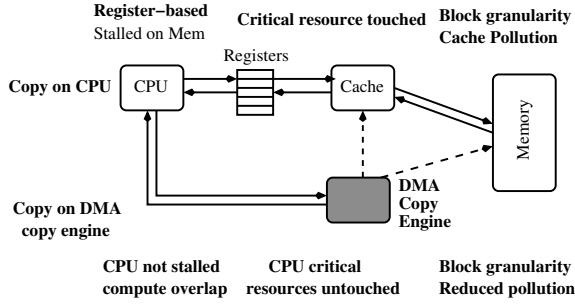 Register–based
Stalled on Mem
Critical resource touched
Block granularity
Cache Pollution
Registers
Copy on CPU
CPU
Cache
Memory
DMA
Copy
Engine
Copy on DMA
copy engine
CPU not stalled
compute overlap
CPU critical
resources untouched
Block granularity
Reduced pollution